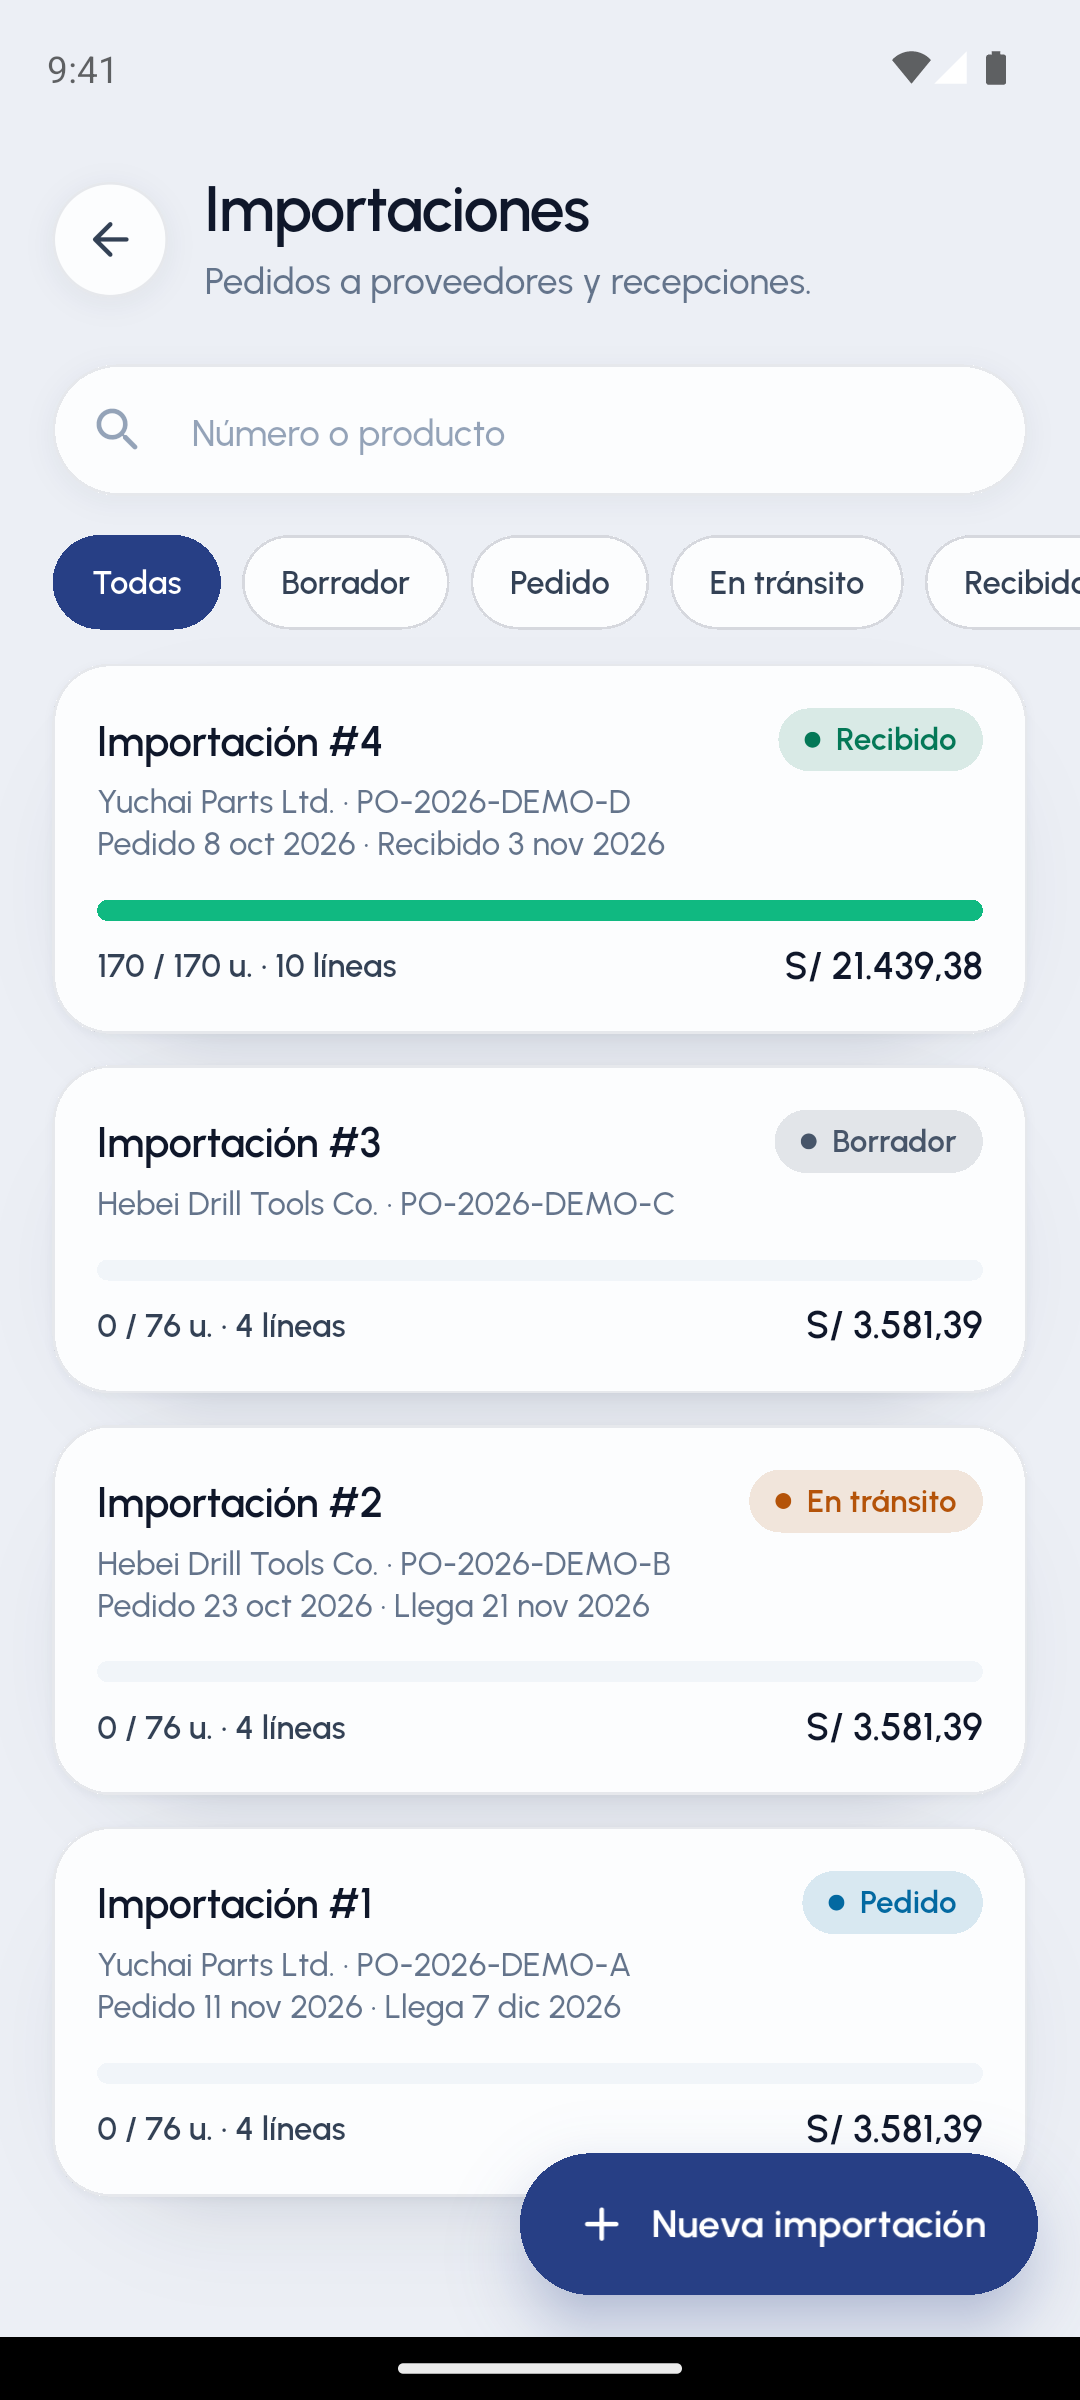 9:41
Importaciones
Pedidos a proveedores y recepciones.
Número o producto
Todas
Borrador
Pedido
En tránsito
Recibido
Importación #4
Recibido
Yuchai Parts Ltd. · PO-2026-DEMO-D
Pedido 8 oct 2026 · Recibido 3 nov 2026
170 / 170 u. · 10 líneas
S/ 21.439,38
Importación #3
Borrador
Hebei Drill Tools Co. · PO-2026-DEMO-C
0 / 76 u. · 4 líneas
S/ 3.581,39
Importación #2
En tránsito
Hebei Drill Tools Co. · PO-2026-DEMO-B
Pedido 23 oct 2026 · Llega 21 nov 2026
0 / 76 u. · 4 líneas
S/ 3.581,39
Importación #1
Pedido
Yuchai Parts Ltd. · PO-2026-DEMO-A
Pedido 11 nov 2026 · Llega 7 dic 2026
0 / 76 u. · 4 líneas
S/ 3.581,39
Nueva importación